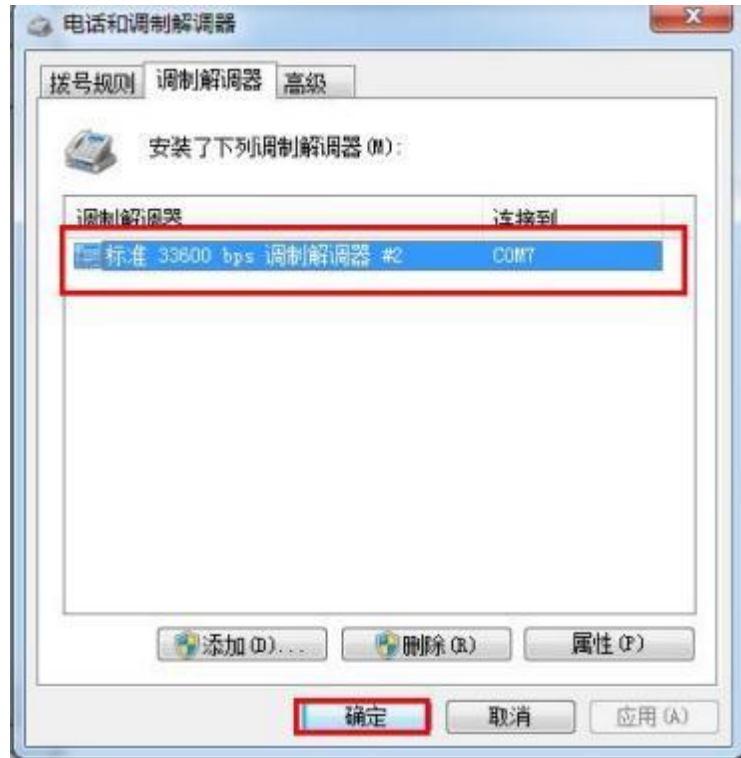 电话和调制解调器
拨号规则 调制解调器 高级
安装了下列调制解调器(M):
调制解调器 连接到
标准 33600 bps 调制解调器 #2 COM7
添加(D)... 删除(R) 属性(P)
确定 取消 应用(A)